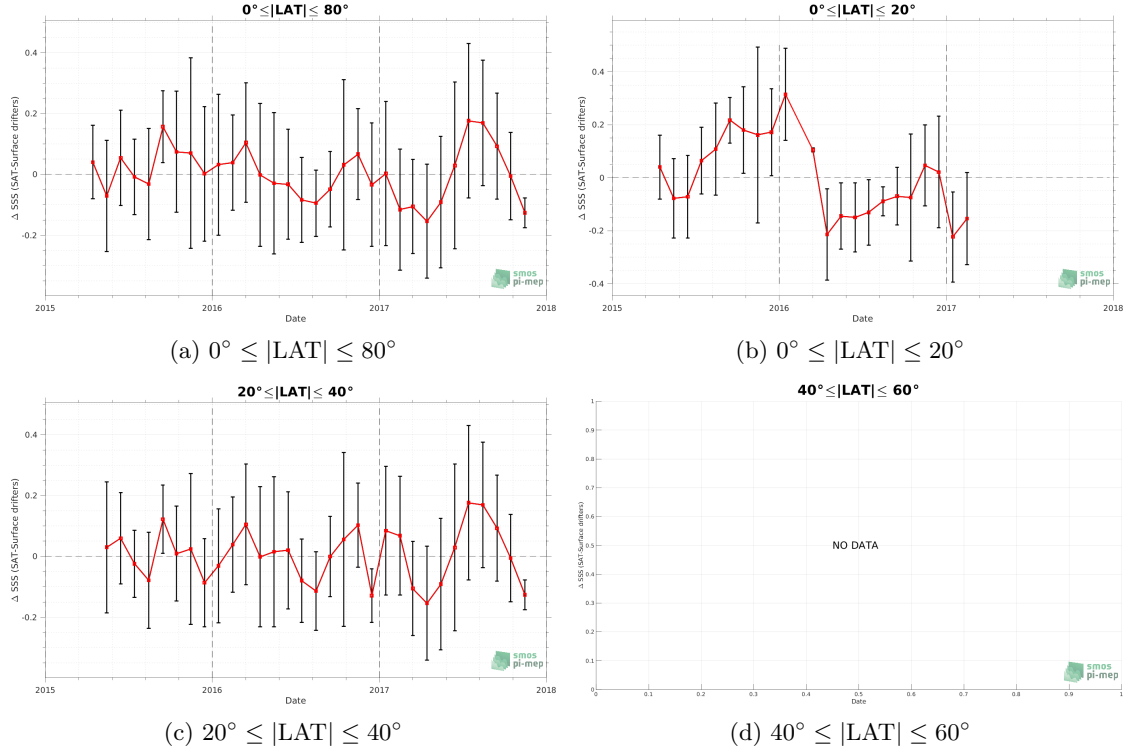 0°≤|LAT|≤ 80°
Δ SSS (SAT-Surface drifters)
0.4
0.2
0
-0.2
2015
2016
2017
2018
Date
smos
pi-mep
(a) 0° ≤ |LAT| ≤ 80°
0°≤|LAT|≤ 20°
Δ SSS (SAT-Surface drifters)
0.4
0.2
0
-0.2
-0.4
2015
2016
2017
2018
Date
smos
pi-mep
(b) 0° ≤ |LAT| ≤ 20°
20°≤|LAT|≤ 40°
Δ SSS (SAT-Surface drifters)
0.4
0.2
0
-0.2
2015
2016
2017
2018
Date
smos
pi-mep
(c) 20° ≤ |LAT| ≤ 40°
40°≤|LAT|≤ 60°
Δ SSS (SAT-Surface drifters)
1
0.9
0.8
0.7
0.6
0.5
0.4
0.3
0.2
0.1
0
NO DATA
0
0.1
0.2
0.3
0.4
0.5
0.6
0.7
0.8
0.9
1
Date
smos
pi-mep
(d) 40° ≤ |LAT| ≤ 60°